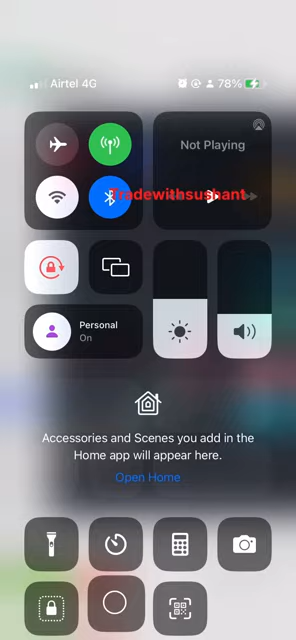 Airtel 4G
78%
Not Playing
Tradewithsushant
Personal
On
Accessories and Scenes you add in the
Home app will appear here.
Open Home